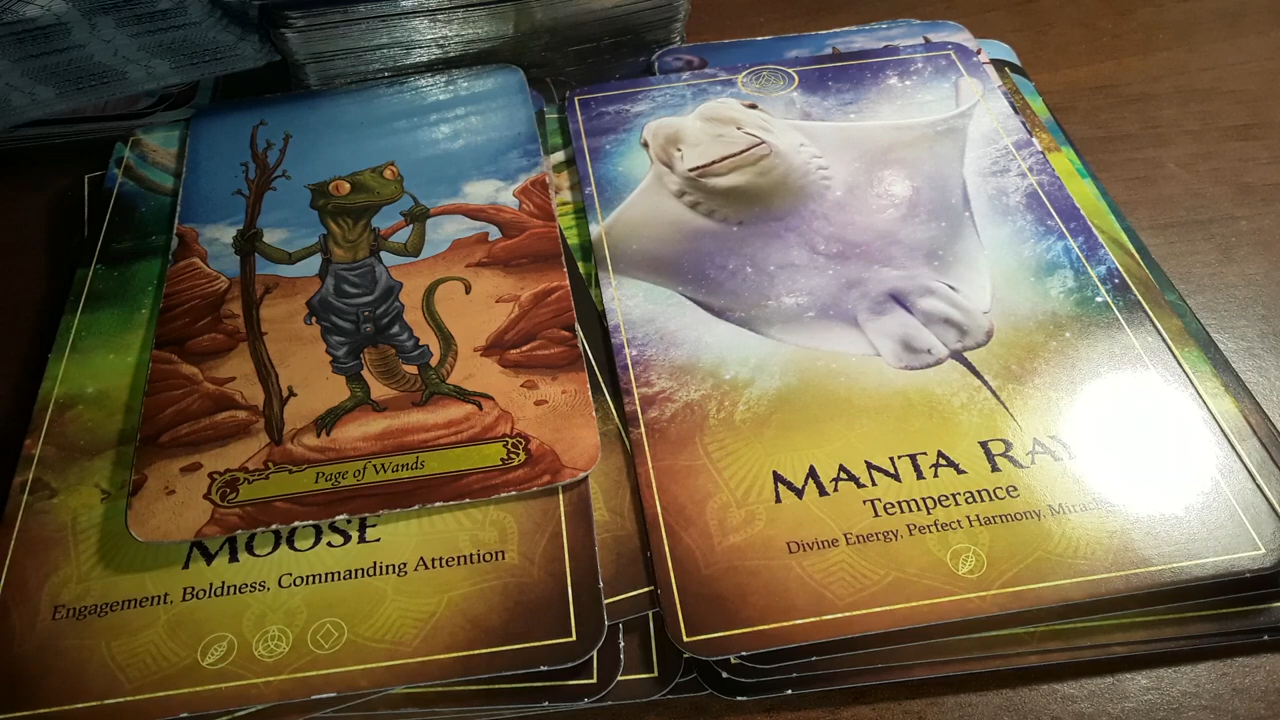 Page of Wands
MOOSE
Engagement, Boldness, Commanding Attention
MANTA RAY
Temperance
Divine Energy, Perfect Harmony,